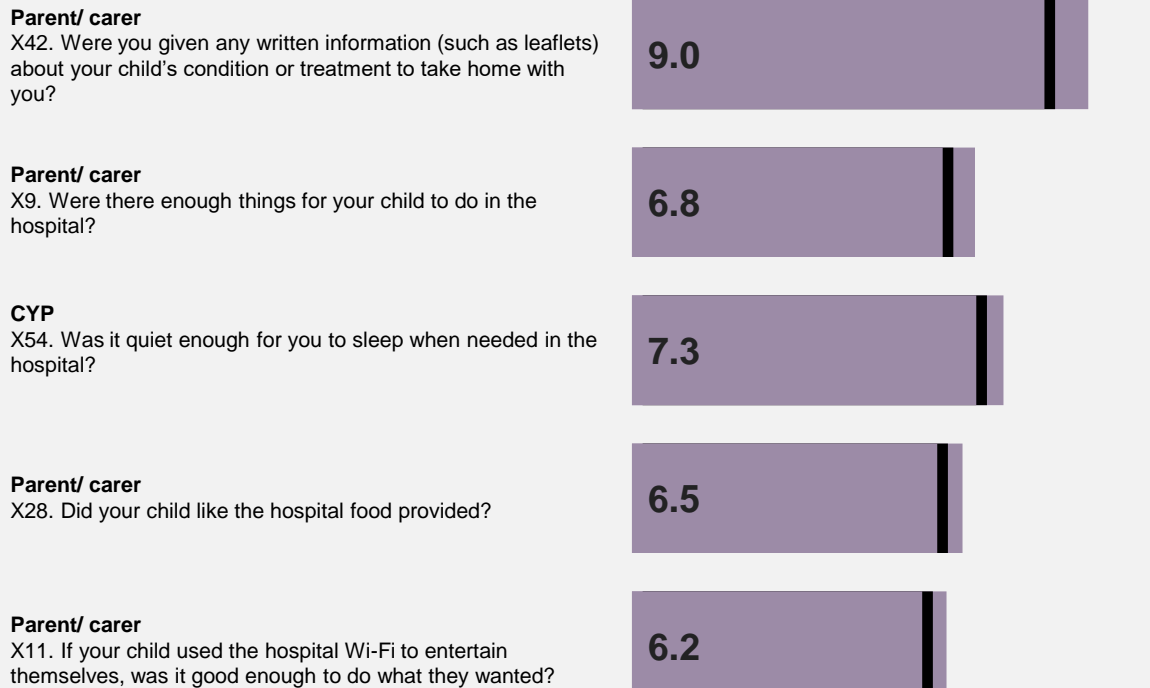 Parent/ carer
X42. Were you given any written information (such as leaflets)
about your child's condition or treatment to take home with
you?
9.0
Parent/ carer
X9. Were there enough things for your child to do in the
hospital?
6.8
CYP
X54. Was it quiet enough for you to sleep when needed in the
hospital?
7.3
Parent/ carer
X28. Did your child like the hospital food provided?
6.5
Parent/ carer
X11. If your child used the hospital Wi-Fi to entertain
themselves, was it good enough to do what they wanted?
6.2